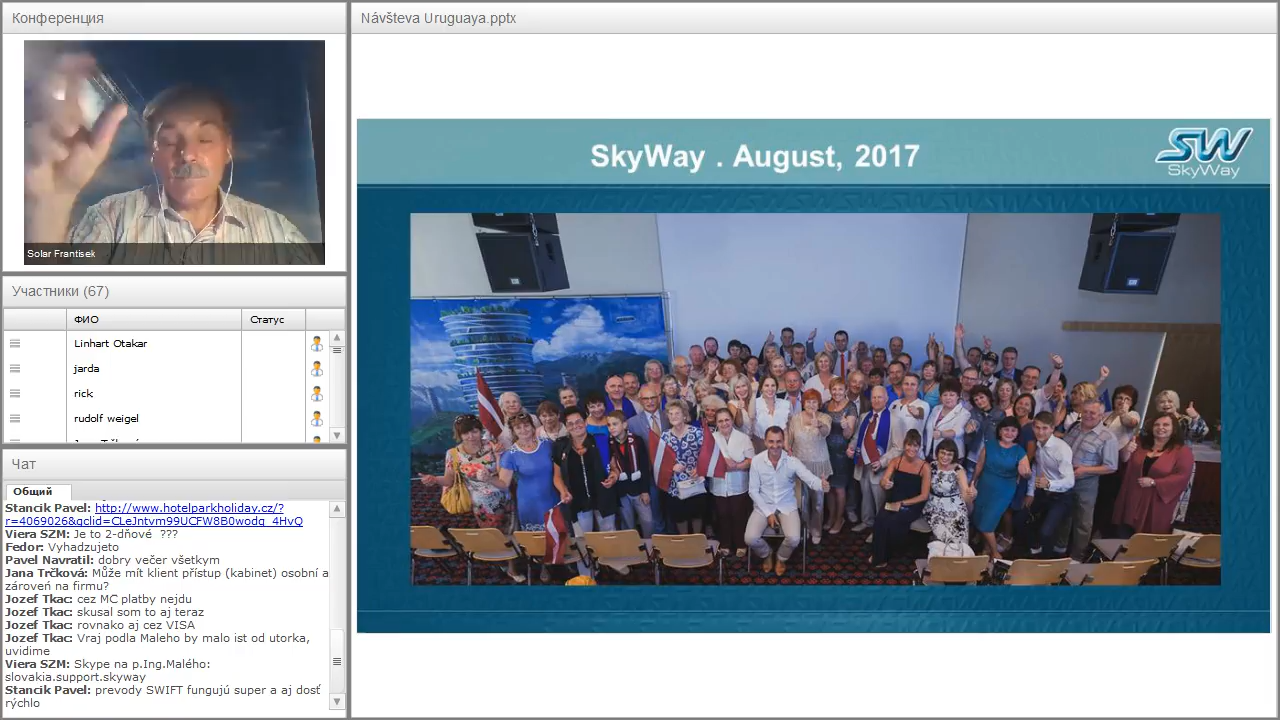 Конференция
Solar Frantisek
Участники (67)
ФИО Статус
Linhart Otakar
jarda
rick
rudolf weigel
Чат
Общий
Stancik Pavel: http://www.hotelparkholiday.cz/?
r=4069026&gclid=CLeJntvm99UCFW8B0wodq_4HvQ
Viera SZM: Je to 2-dňové ???
Fedor: Vyhadzujeto
Pavel Navratil: dobry večer všetkym
Jana Trčková: Může mít klient přístup (kabinet) osobní a
zároveň na firmu?
Jozef Tkac: cez MC platby nejdu
Jozef Tkac: skusal som to aj teraz
Jozef Tkac: rovnako aj cez VISA
Jozef Tkac: Vraj podla Maleho by malo ist od utorka,
uvidime
Viera SZM: Skype na p.Ing.Malého:
slovakia.support.skyway
Stancik Pavel: prevody SWIFT fungujú super a aj dosť
rýchlo
Návšteva Uruguaya.pptx
SkyWay . August, 2017
SW
SkyWay